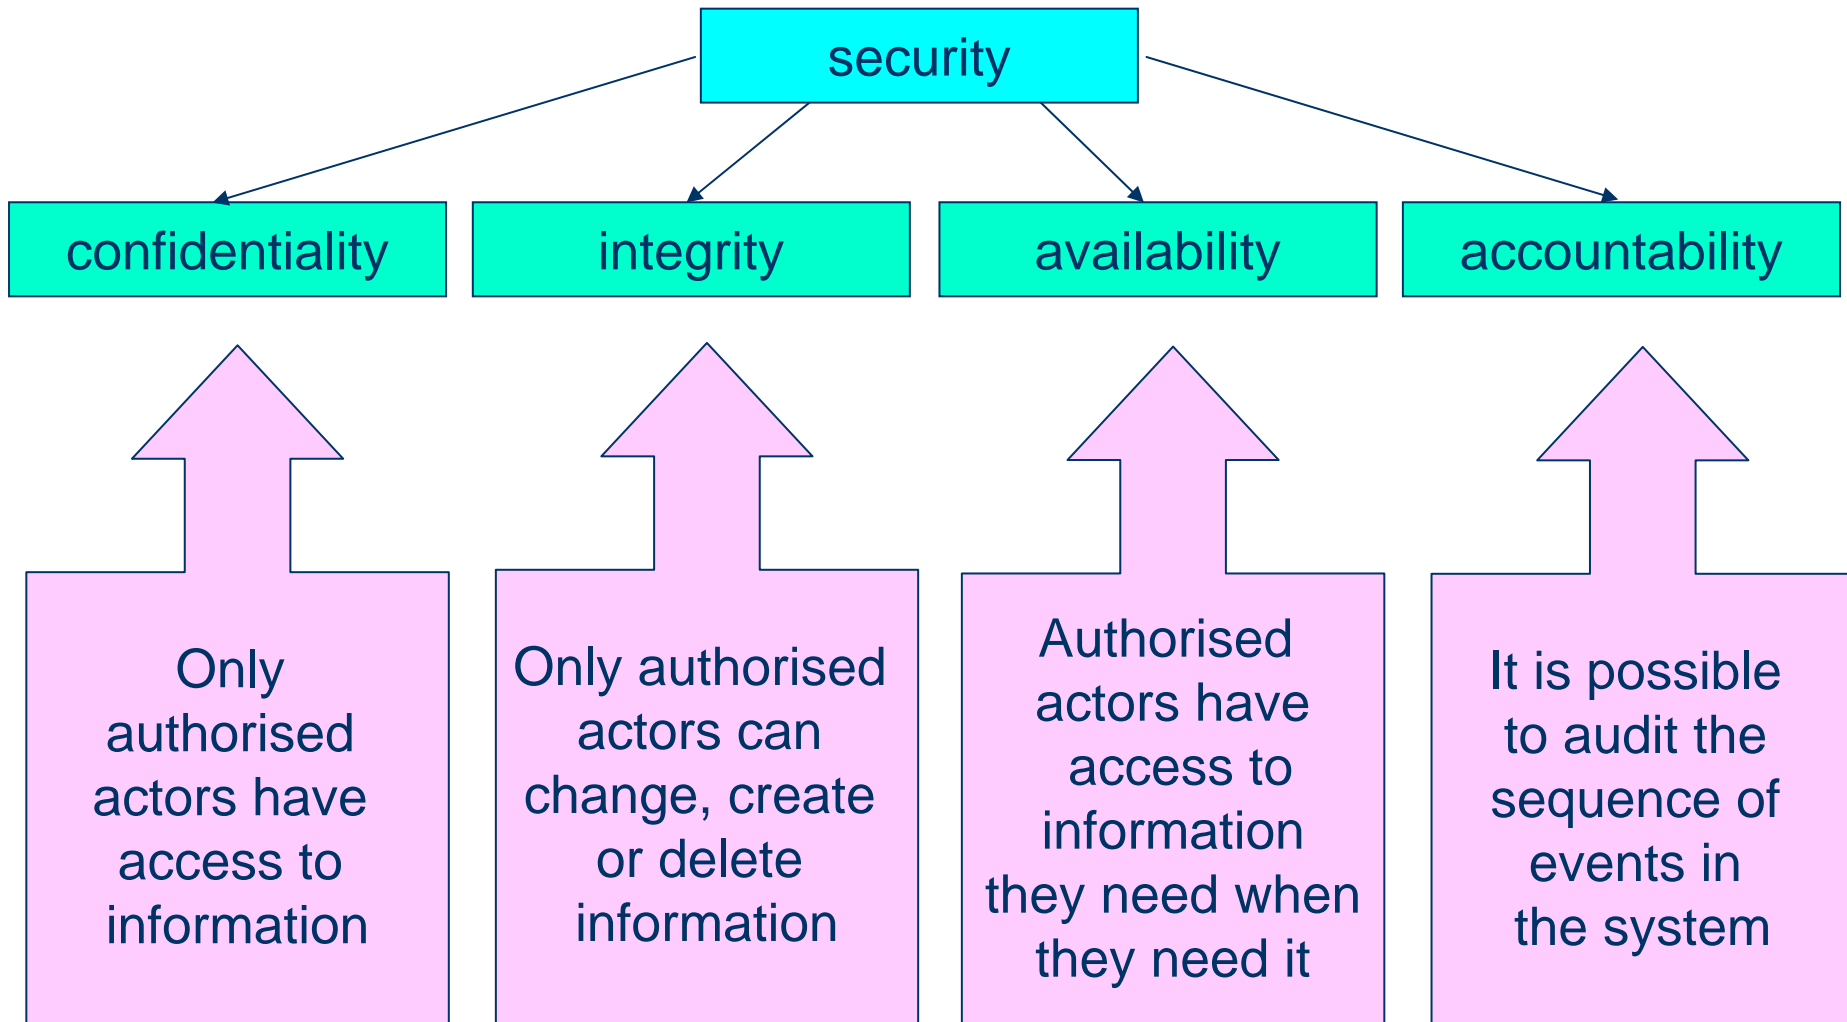 security
confidentiality
integrity
availability
accountability
Only
authorised
actors have
access to
information
Only authorised
actors can
change, create
or delete
information
Authorised
actors have
access to
information
they need when
they need it
It is possible
to audit the
sequence of
events in
the system